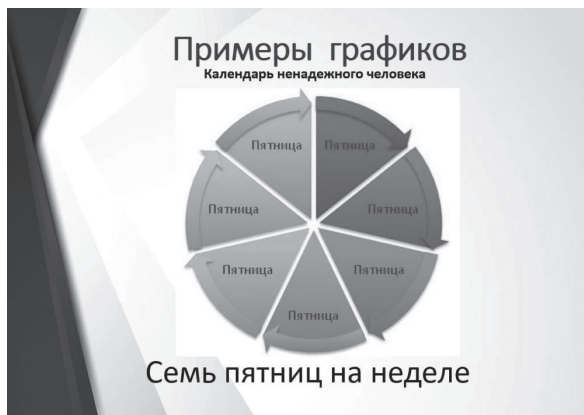 Примеры графиков
Календарь ненадежного человека
Пятница
Пятница
Пятница
Пятница
Пятница
Пятница
Пятница
Семь пятниц на неделе